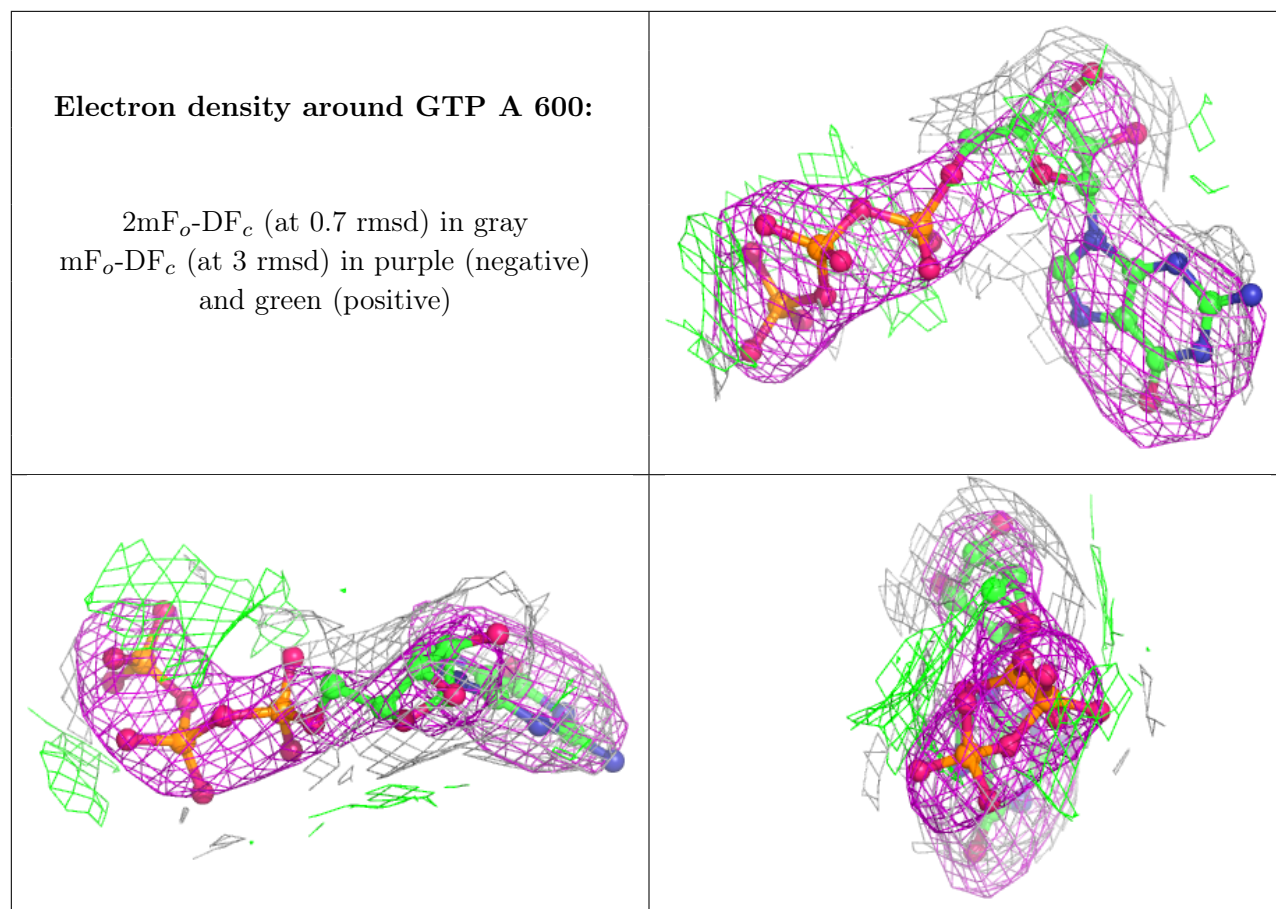 Electron density around GTP A 600:
2mFo-DFc (at 0.7 rmsd) in gray
mFo-DFc (at 3 rmsd) in purple (negative)
and green (positive)